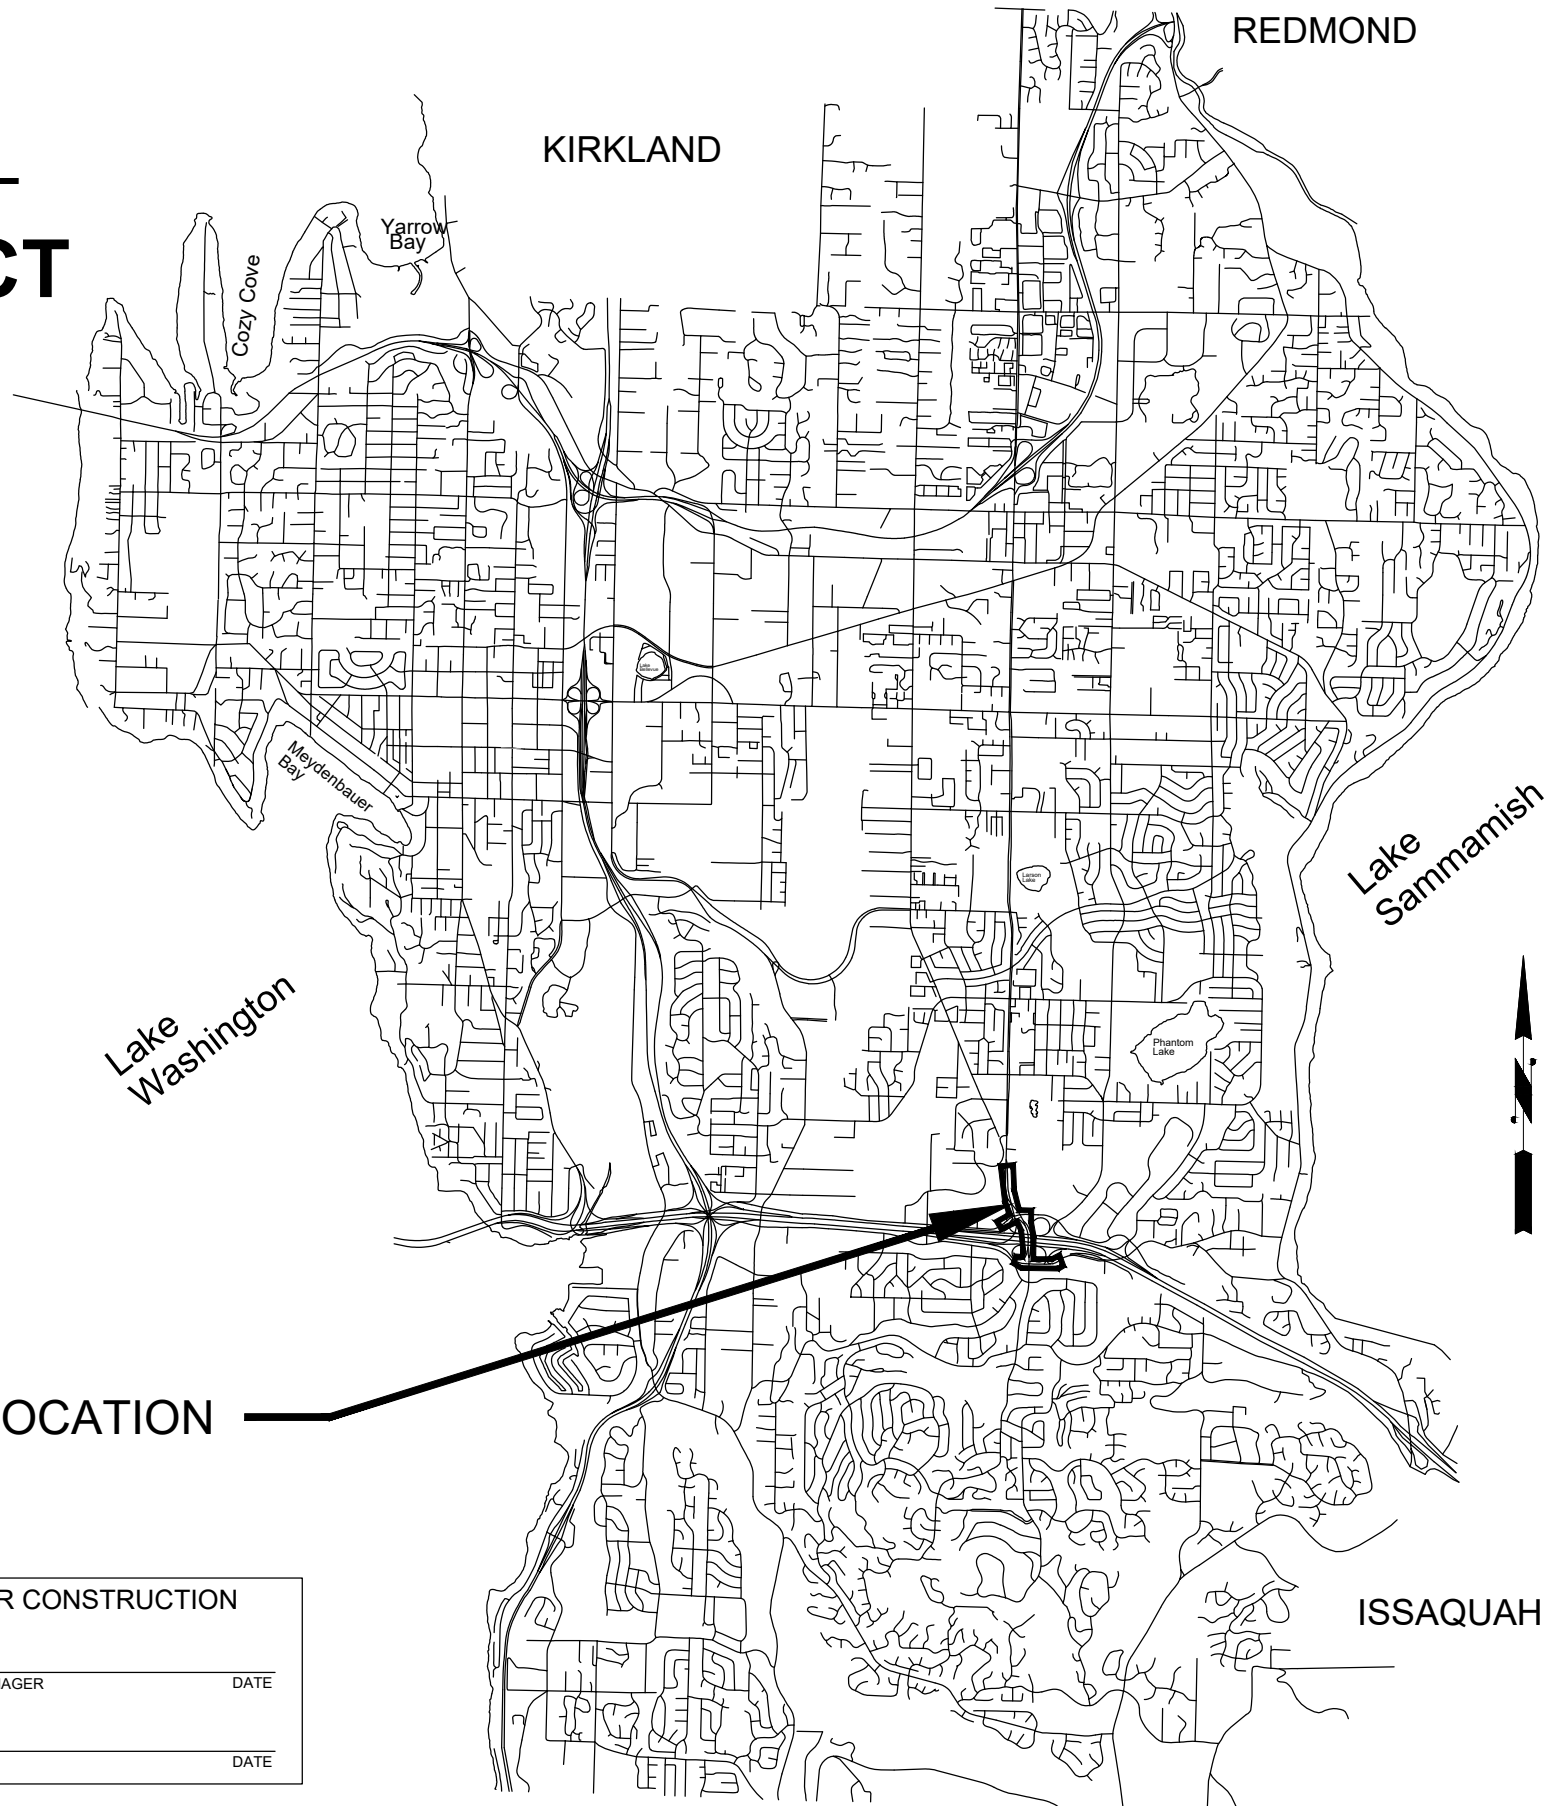 REDMOND
KIRKLAND
Yarrow
Bay
CT
Cozy Cove
Lake
Bellevue
Meydenbauer
Bay
Lake
Sammamish
Larson
Lake
Lake
Washington
Phantom
Lake
N
OCATION
R CONSTRUCTION
ISSAQUAH
AGER DATE
DATE